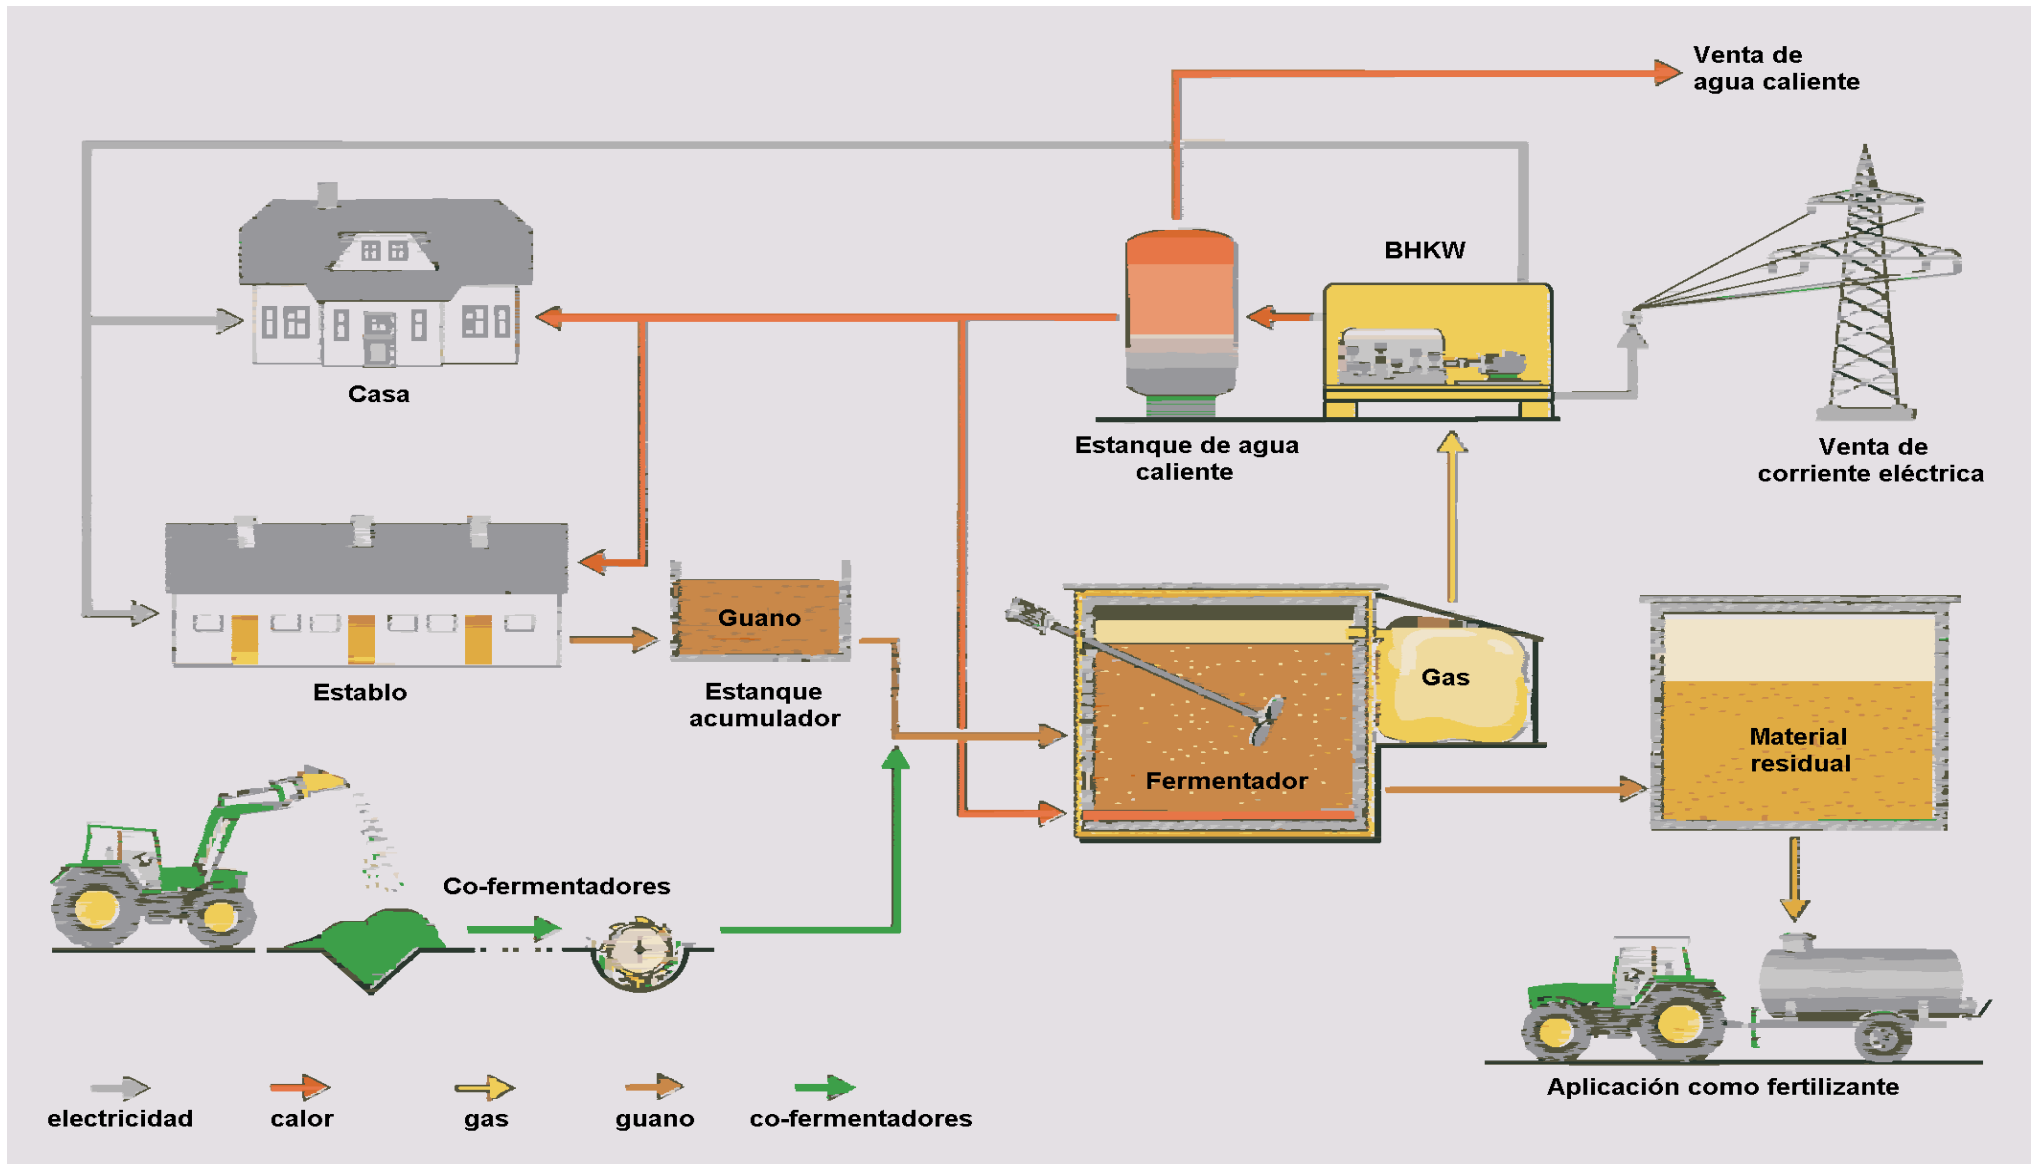 Venta de
agua caliente
BHKW
Casa
Estanque de agua
caliente
Venta de
corriente eléctrica
Guano
Establo
Estanque
acumulador
Gas
Fermentador
Material
residual
Co-fermentadores
Aplicación como fertilizante
electricidad
calor
gas
guano
co-fermentadores